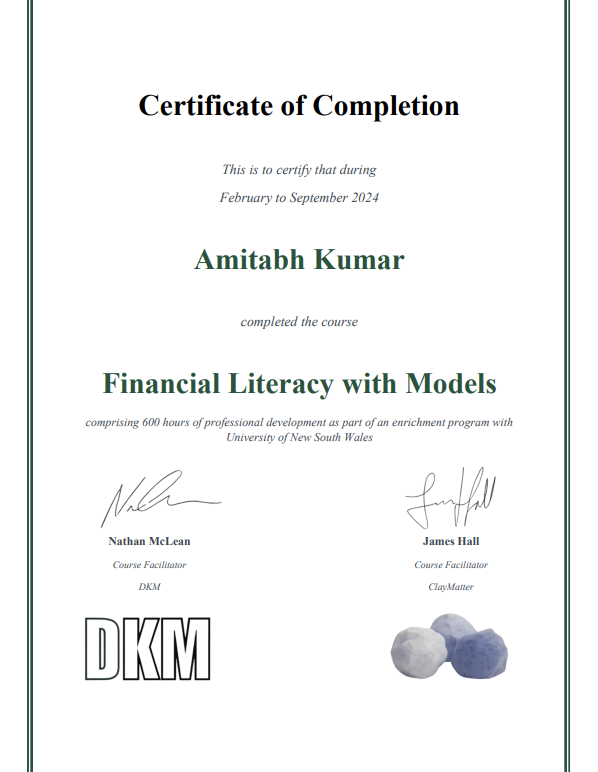 Certificate of Completion
This is to certify that during
February to September 2024
Amitabh Kumar
completed the course
Financial Literacy with Models
comprising 600 hours of professional development as part of an enrichment program with
University of New South Wales
Nathan McLean
Course Facilitator
DKM
DKM
James Hall
Course Facilitator
ClayMatter